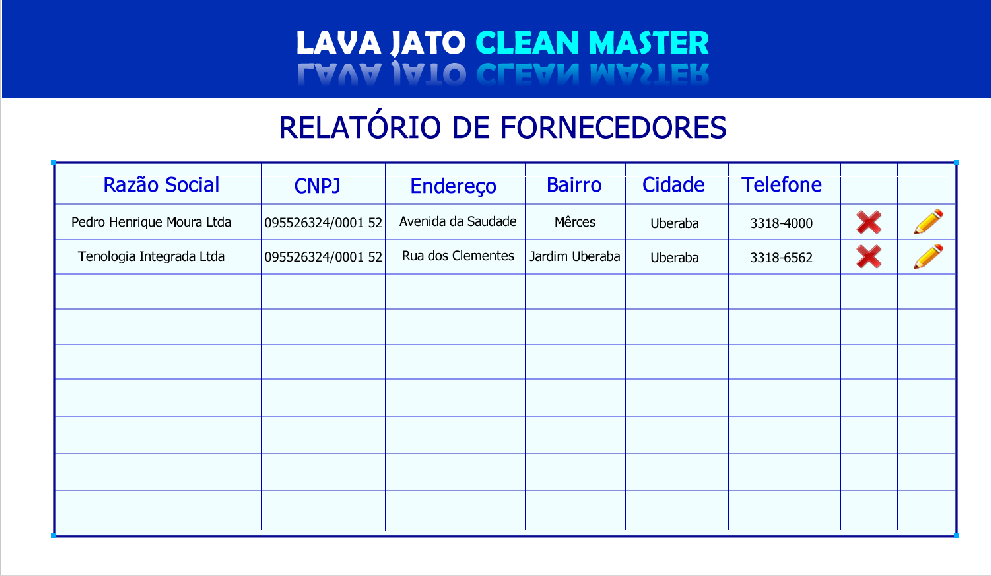 LAVA JATO CLEAN MASTER
RELATÓRIO DE FORNECEDORES
Razão Social CNPJ Endereço Bairro Cidade Telefone
Pedro Henrique Moura Ltda 095526324/0001 52 Avenida da Saudade Mêrces Uberaba 3318-4000
Tenologia Integrada Ltda 095526324/0001 52 Rua dos Clementes Jardim Uberaba Uberaba 3318-6562